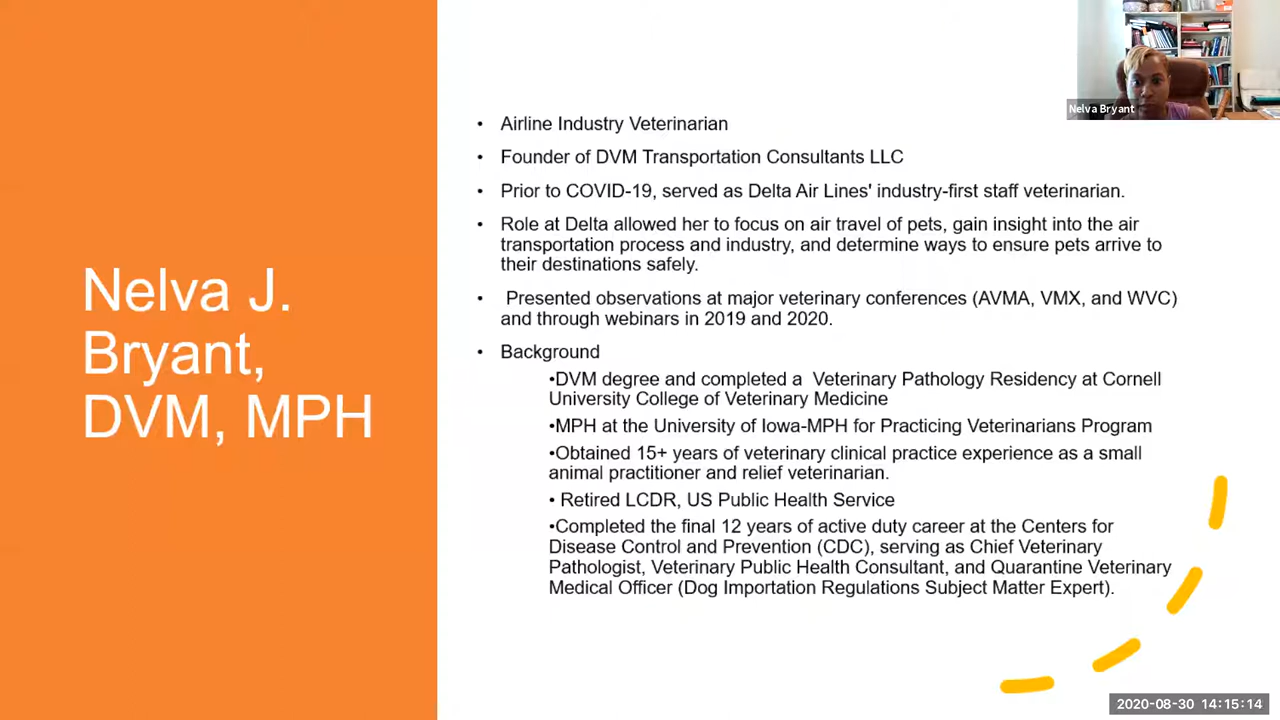 Nelva J.
Bryant,
DVM, MPH
• Airline Industry Veterinarian
• Founder of DVM Transportation Consultants LLC
• Prior to COVID-19, served as Delta Air Lines' industry-first staff veterinarian.
• Role at Delta allowed her to focus on air travel of pets, gain insight into the air
transportation process and industry, and determine ways to ensure pets arrive to
their destinations safely.
• Presented observations at major veterinary conferences (AVMA, VMX, and WVC)
and through webinars in 2019 and 2020.
• Background
•DVM degree and completed a Veterinary Pathology Residency at Cornell
University College of Veterinary Medicine
•MPH at the University of Iowa-MPH for Practicing Veterinarians Program
•Obtained 15+ years of veterinary clinical practice experience as a small
animal practitioner and relief veterinarian.
• Retired LCDR, US Public Health Service
•Completed the final 12 years of active duty career at the Centers for
Disease Control and Prevention (CDC), serving as Chief Veterinary
Pathologist, Veterinary Public Health Consultant, and Quarantine Veterinary
Medical Officer (Dog Importation Regulations Subject Matter Expert).
Nelva Bryant
2020-08-30 14:15:14